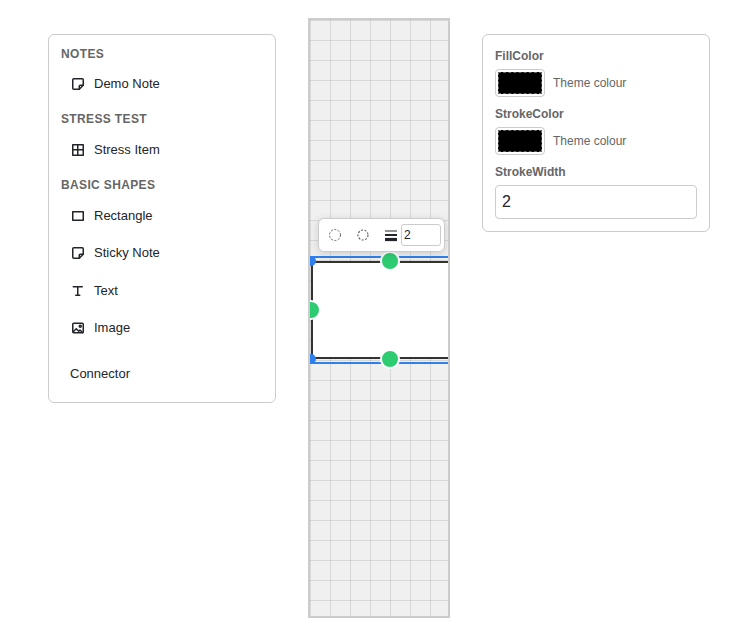 NOTES
Demo Note
STRESS TEST
Stress Item
BASIC SHAPES
Rectangle
Sticky Note
Text
Image
Connector
2
FillColor
Theme colour
StrokeColor
Theme colour
StrokeWidth
2